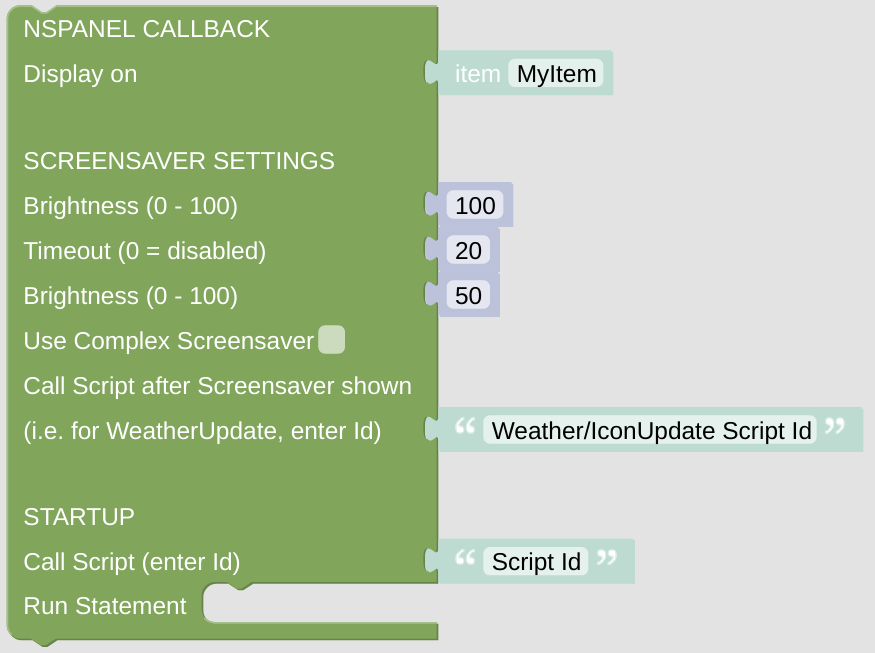 NSPANEL CALLBACK
Display on item MyItem
SCREENSAVER SETTINGS
Brightness (0 - 100) 100
Timeout (0 = disabled) 20
Brightness (0 - 100) 50
Use Complex Screensaver
Call Script after Screensaver shown
(i.e. for WeatherUpdate, enter Id) “ Weather/IconUpdate Script Id ”
STARTUP
Call Script (enter Id) “ Script Id ”
Run Statement